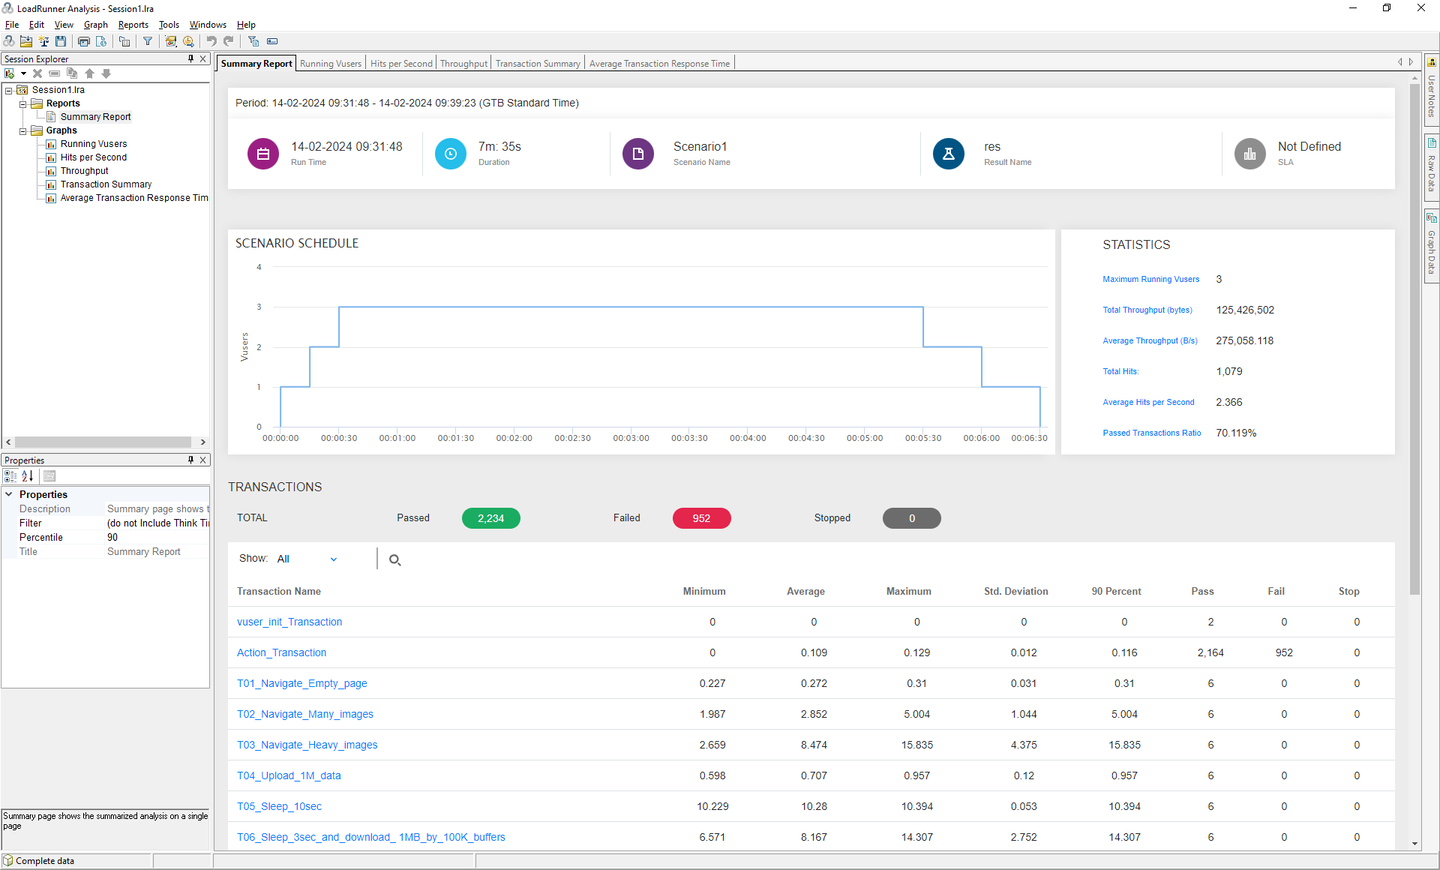 LoadRunner Analysis - Session1.lra
File Edit View Graph Reports Tools Windows Help
Session Explorer
Session1.lra
Reports
Summary Report
Graphs
Running Vusers
Hits per Second
Throughput
Transaction Summary
Average Transaction Response Tim
Properties
Properties
Description Summary page shows t
Filter (do not Include Think Ti
Percentile 90
Title Summary Report
Summary page shows the summarized analysis on a single
page
Complete data
Summary Report Running Vusers Hits per Second Throughput Transaction Summary Average Transaction Response Time
Period: 14-02-2024 09:31:48 - 14-02-2024 09:39:23 (GTB Standard Time)
14-02-2024 09:31:48 7m: 35s Scenario1 res Not Defined
Run Time Duration Scenario Name Result Name SLA
SCENARIO SCHEDULE
4
3
2
1
0
Vusers
00:00:00 00:00:30 00:01:00 00:01:30 00:02:00 00:02:30 00:03:00 00:03:30 00:04:00 00:04:30 00:05:00 00:05:30 00:06:00 00:06:30
STATISTICS
Maximum Running Vusers 3
Total Throughput (bytes) 125,426,502
Average Throughput (B/s) 275,058.118
Total Hits: 1,079
Average Hits per Second 2.366
Passed Transactions Ratio 70.119%
TRANSACTIONS
TOTAL Passed 2,234 Failed 952 Stopped 0
Show: All
Transaction Name Minimum Average Maximum Std. Deviation 90 Percent Pass Fail Stop
vuser_init_Transaction 0 0 0 0 0 2 0 0
Action_Transaction 0 0.109 0.129 0.012 0.116 2,164 952 0
T01_Navigate_Empty_page 0.227 0.272 0.31 0.031 0.31 6 0 0
T02_Navigate_Many_images 1.987 2.852 5.004 1.044 5.004 6 0 0
T03_Navigate_Heavy_images 2.659 8.474 15.835 4.375 15.835 6 0 0
T04_Upload_1M_data 0.598 0.707 0.957 0.12 0.957 6 0 0
T05_Sleep_10sec 10.229 10.28 10.394 0.053 10.394 6 0 0
T06_Sleep_3sec_and_download_ 1MB_by_100K_buffers 6.571 8.167 14.307 2.752 14.307 6 0 0
User Notes
Raw Data
Graph Data